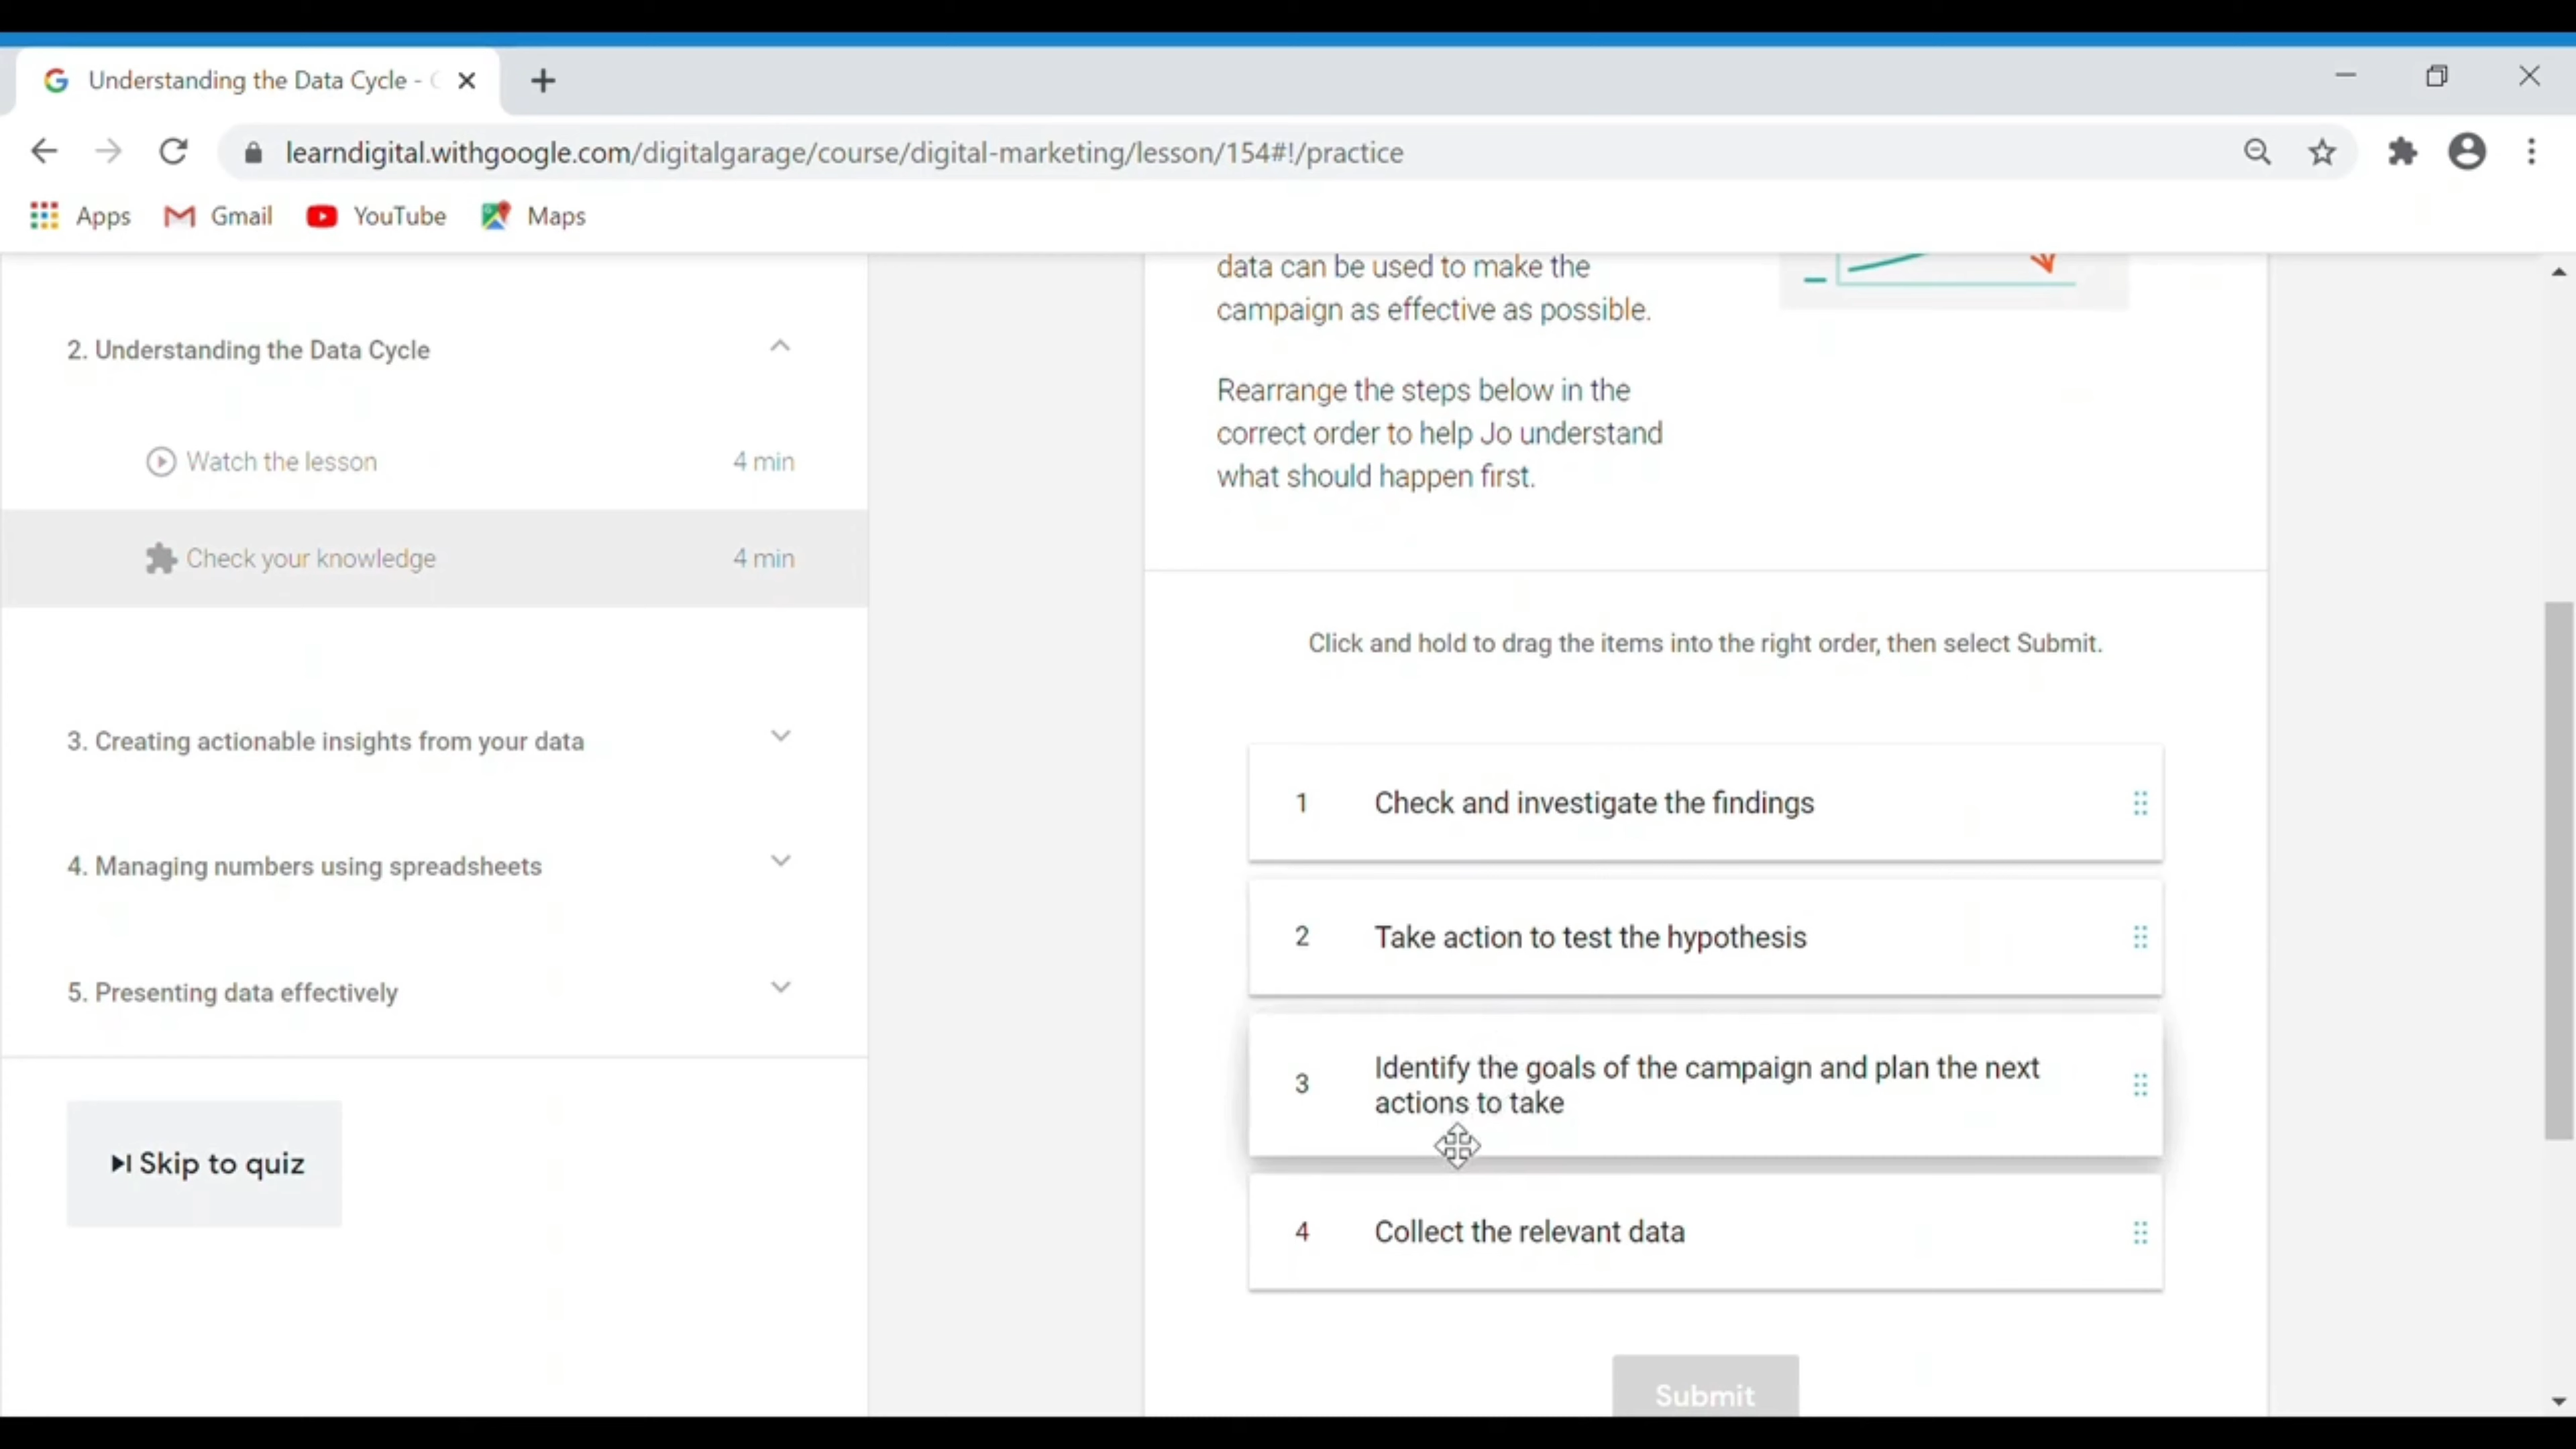 Understanding the Data Cycle -
learndigital.withgoogle.com/digitalgarage/course/digital-marketing/lesson/154#!/practice
Apps Gmail YouTube Maps
2. Understanding the Data Cycle
Watch the lesson 4 min
Check your knowledge 4 min
3. Creating actionable insights from your data
4. Managing numbers using spreadsheets
5. Presenting data effectively
Skip to quiz
data can be used to make the
campaign as effective as possible.
Rearrange the steps below in the
correct order to help Jo understand
what should happen first.
Click and hold to drag the items into the right order, then select Submit.
1 Check and investigate the findings
2 Take action to test the hypothesis
3 Identify the goals of the campaign and plan the next
actions to take
4 Collect the relevant data
Submit